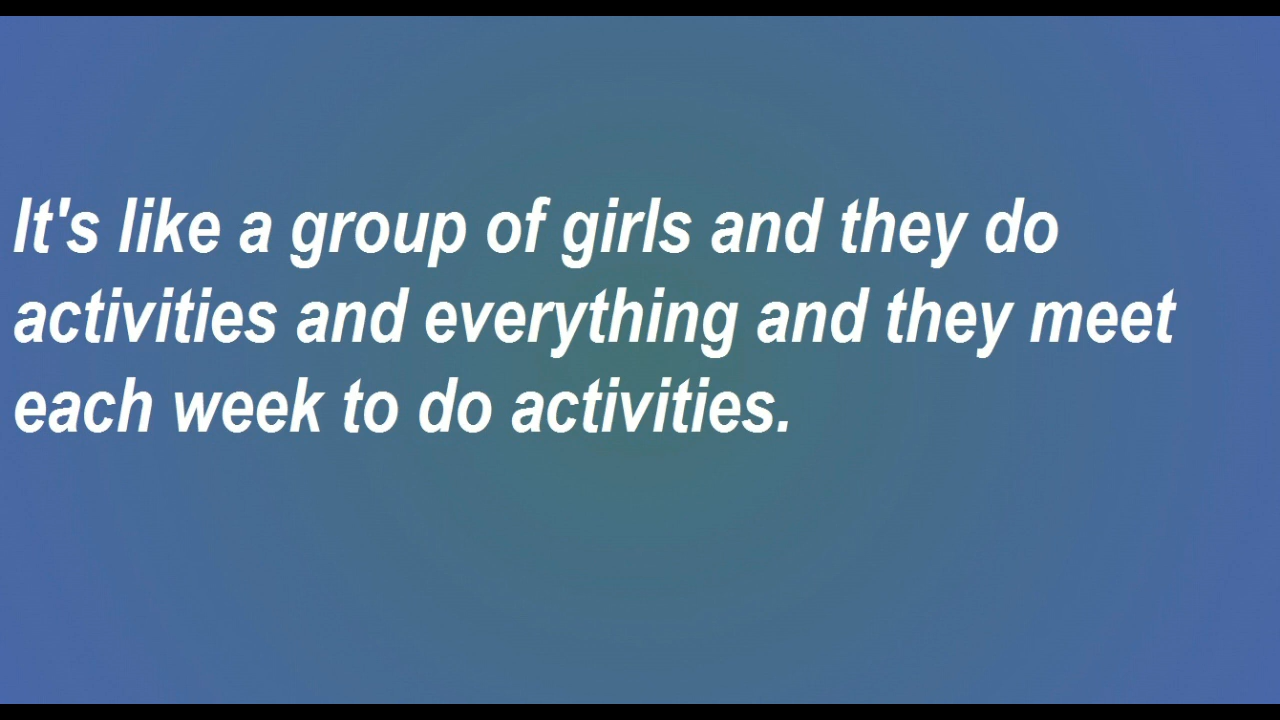 It's like a group of girls and they do
activities and everything and they meet
each week to do activities.